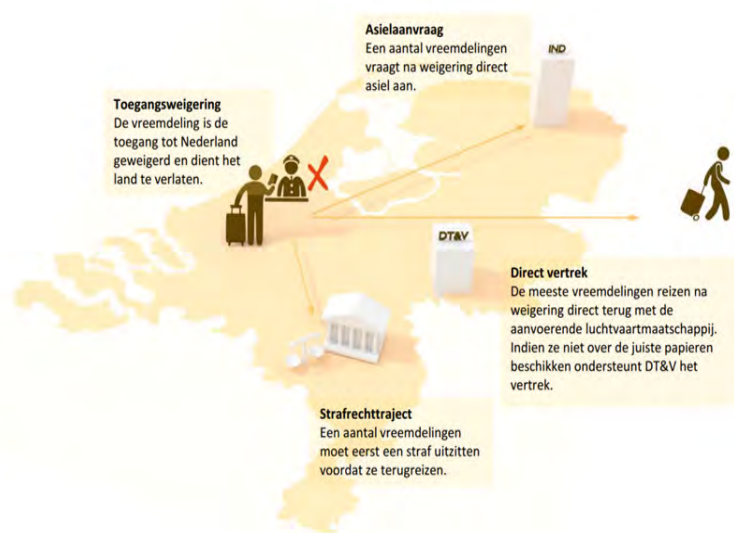 Asielaanvraag
Een aantal vreemdelingen
vraagt na weigering direct
asiel aan.
IND
Toegangsweigering
De vreemdeling is de
toegang tot Nederland
geweigerd en dient het
land te verlaten.
DT&V
Direct vertrek
De meeste vreemdelingen reizen na
weigering direct terug met de
aanvoerende luchtvaartmaatschappij.
Indien ze niet over de juiste papieren
beschikken ondersteunt DT&V het
vertrek.
Strafrechttraject
Een aantal vreemdelingen
moet eerst een straf uitzitten
voordat ze terugreizen.